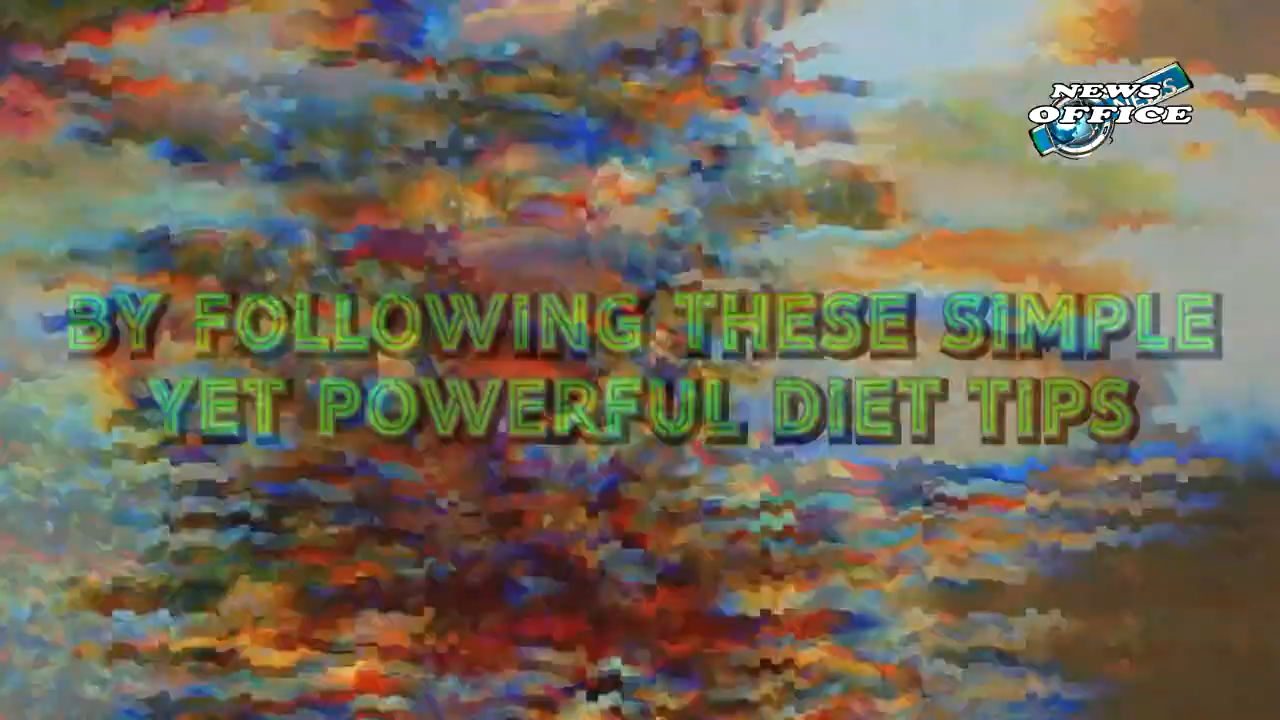 NEWS
OFFICE
BY FOLLOWING THESE SIMPLE
YET POWERFUL DIET TIPS